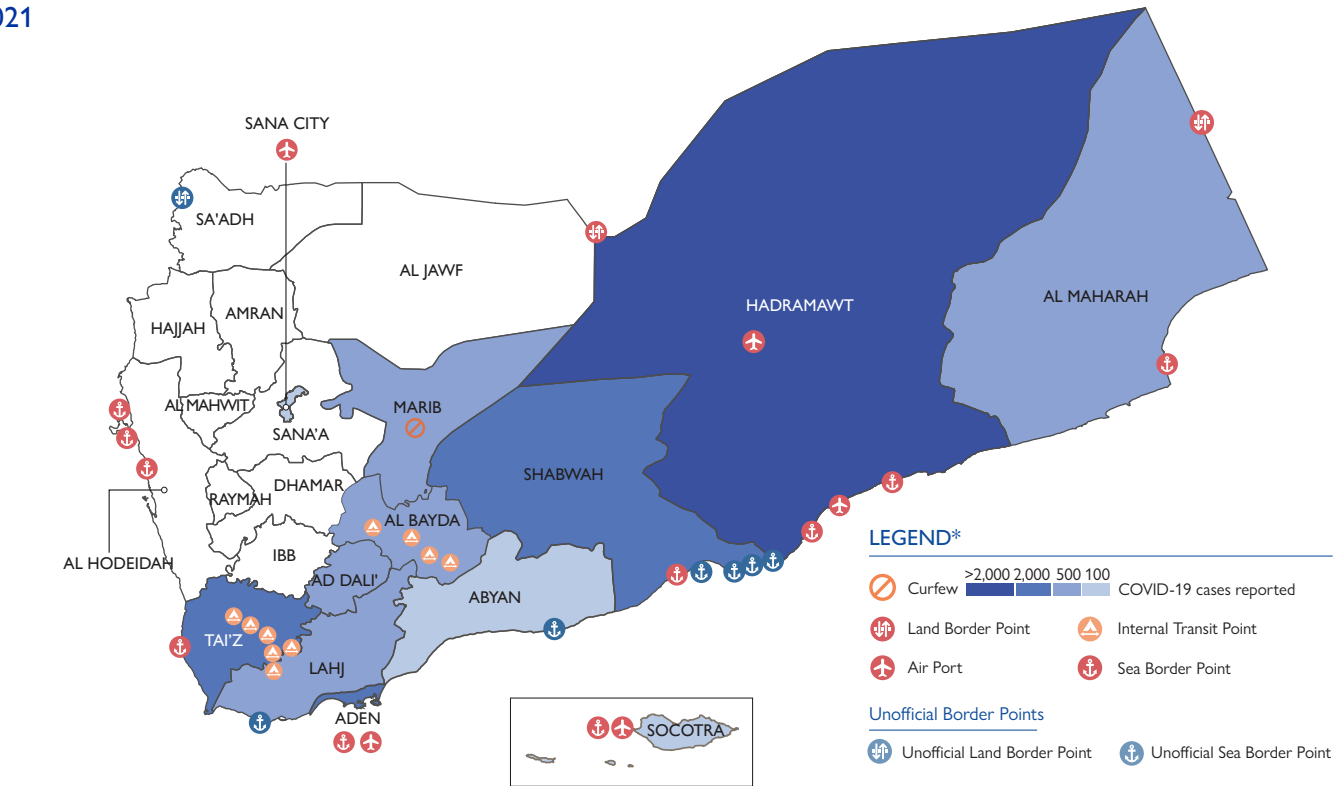 021
SANA CITY
SA'ADH
AL JAWF
HADRAMAWT
AL MAHARAH
AMRAN
HAJJAH
MARIB
AL MAHWIT
SANA'A
SHABWAH
DHAMAR
RAYMAH
AL BAYDA
AL HODEIDAH
IBB
AD DALI'
ABYAN
TAI'Z
LAHJ
ADEN
SOCOTRA
LEGEND*
Curfew >2,000 2,000 500 100 COVID-19 cases reported
Land Border Point Internal Transit Point
Air Port Sea Border Point
Unofficial Border Points
Unofficial Land Border Point Unofficial Sea Border Point